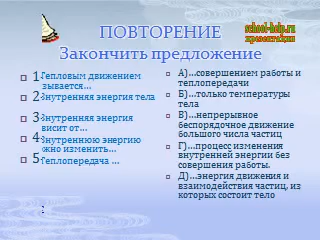 ПОВТОРЕНИЕ
Закончить предложение
school-help.ru
презентации
1 Тепловым движением
зывается…
2 Внутренняя энергия тела
3 Внутренняя энергия
висит от…
4 Внутреннюю энергию
жно изменить…
5 Теплопередача …
А)…совершением работы и
теплопередачи
Б)…только температуры
тела
В)…непрерывное
беспорядочное движение
большого числа частиц
Г)…процесс изменения
внутренней энергии без
совершения работы.
Д)…энергия движения и
взаимодействия частиц, из
которых состоит тело